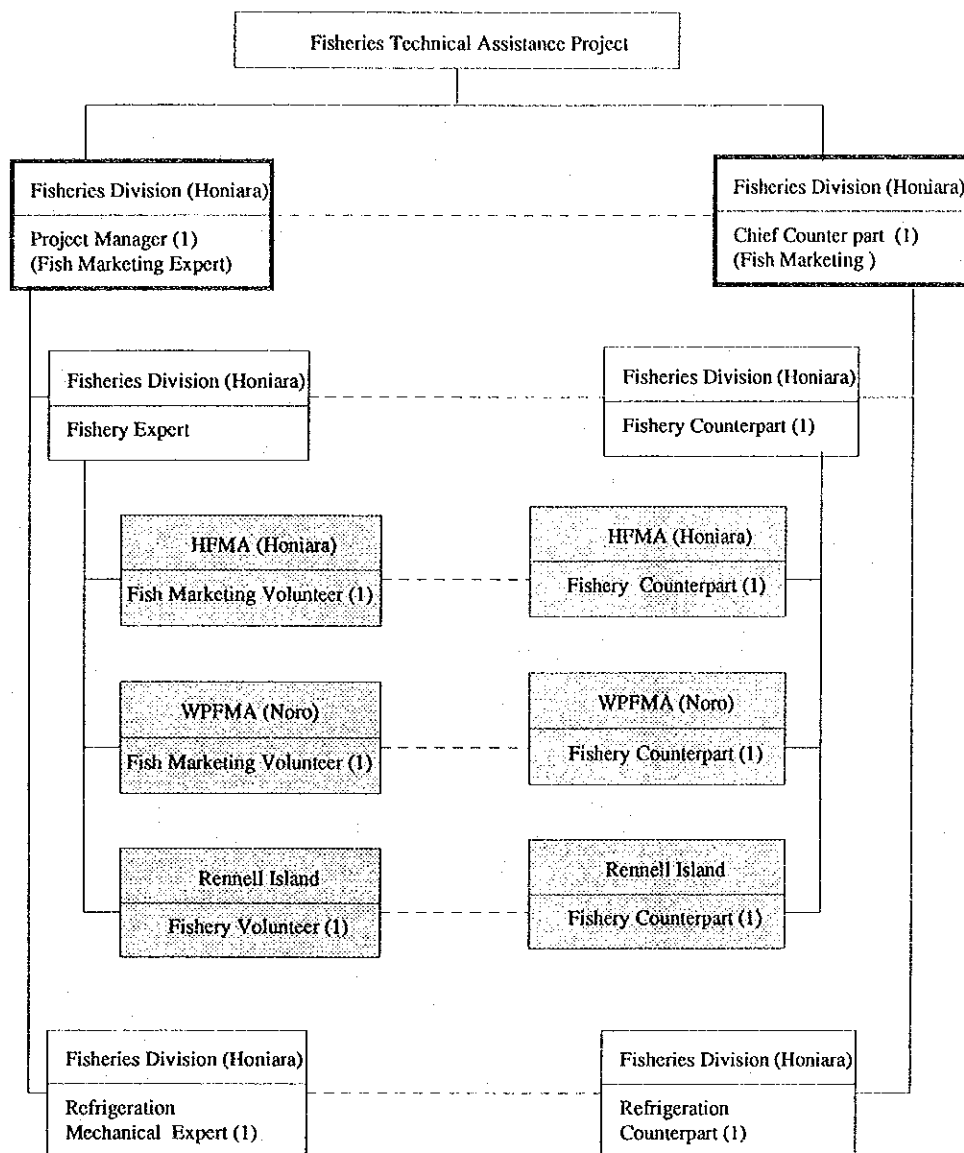 Fisheries Technical Assistance Project
Fisheries Division (Honiara)
Project Manager (1)
(Fish Marketing Expert)
Fisheries Division (Honiara)
Chief Counter part (1)
(Fish Marketing )
Fisheries Division (Honiara)
Fishery Expert
Fisheries Division (Honiara)
Fishery Counterpart (1)
HFMA (Honiara)
Fish Marketing Volunteer (1)
HFMA (Honiara)
Fishery Counterpart (1)
WPFMA (Noro)
Fish Marketing Volunteer (1)
WPFMA (Noro)
Fishery Counterpart (1)
Rennell Island
Fishery Volunteer (1)
Rennell Island
Fishery Counterpart (1)
Fisheries Division (Honiara)
Refrigeration
Mechanical Expert (1)
Fisheries Division (Honiara)
Refrigeration
Counterpart (1)